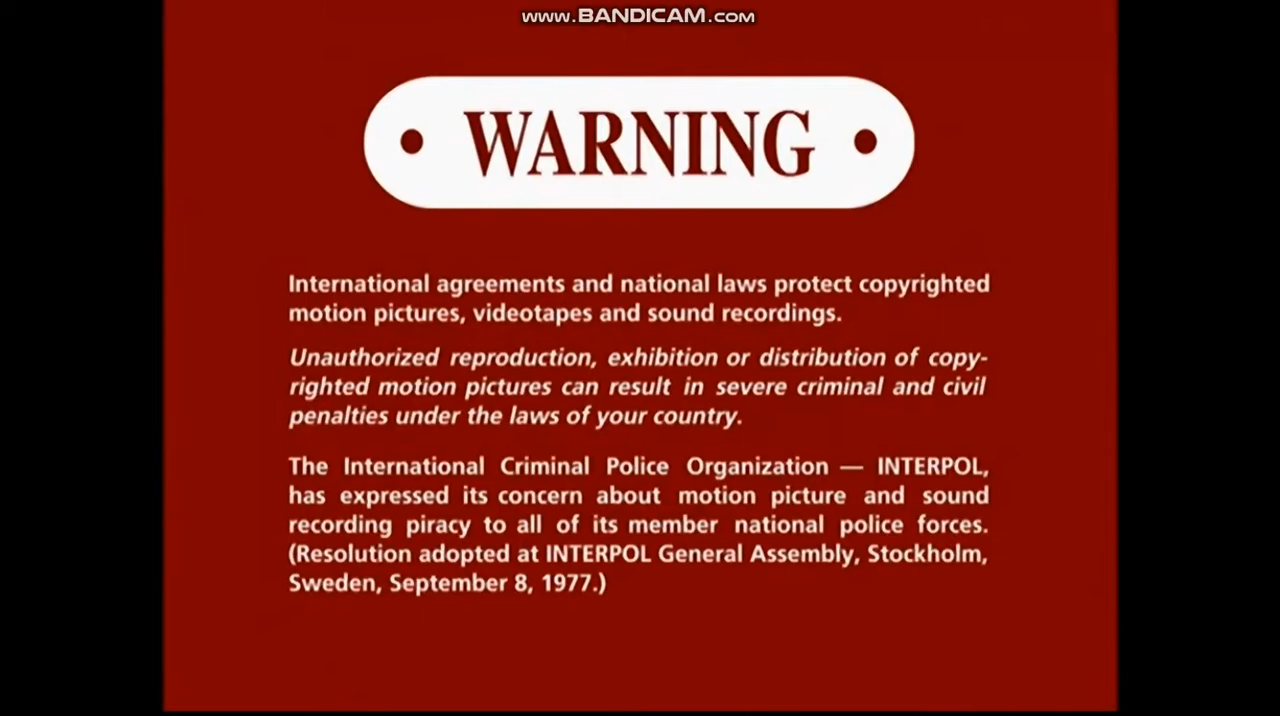 www.BANDICAM.com
• WARNING •
International agreements and national laws protect copyrighted
motion pictures, videotapes and sound recordings.
Unauthorized reproduction, exhibition or distribution of copy-
righted motion pictures can result in severe criminal and civil
penalties under the laws of your country.
The International Criminal Police Organization — INTERPOL,
has expressed its concern about motion picture and sound
recording piracy to all of its member national police forces.
(Resolution adopted at INTERPOL General Assembly, Stockholm,
Sweden, September 8, 1977.)